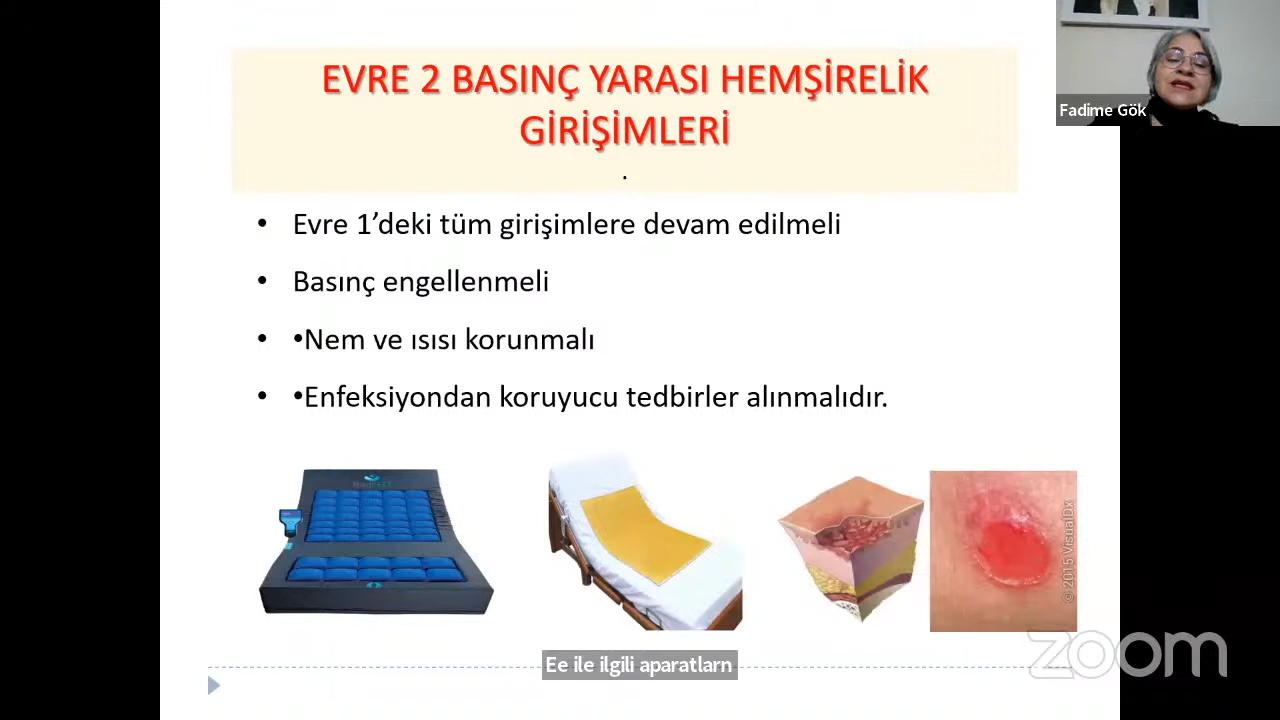 EVRE 2 BASINÇ YARASI HEMŞİRELİK
GİRİŞİMLERİ
.
• Evre 1’deki tüm girişimlere devam edilmeli
• Basınç engellenmeli
• •Nem ve ısısı korunmalı
• •Enfeksiyondan koruyucu tedbirler alınmalıdır.
Fadime Gök
© 2015 VisualDx
Ee ile ilgili aparatlarn
zoom